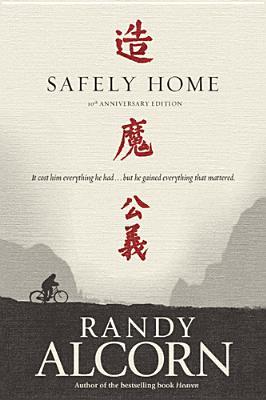 造
SAFELY HOME
10th ANNIVERSARY EDITION
魔
It cost him everything he had...but he gained everything that mattered.
公
義
RANDY
ALCORN
Author of the bestselling book Heaven